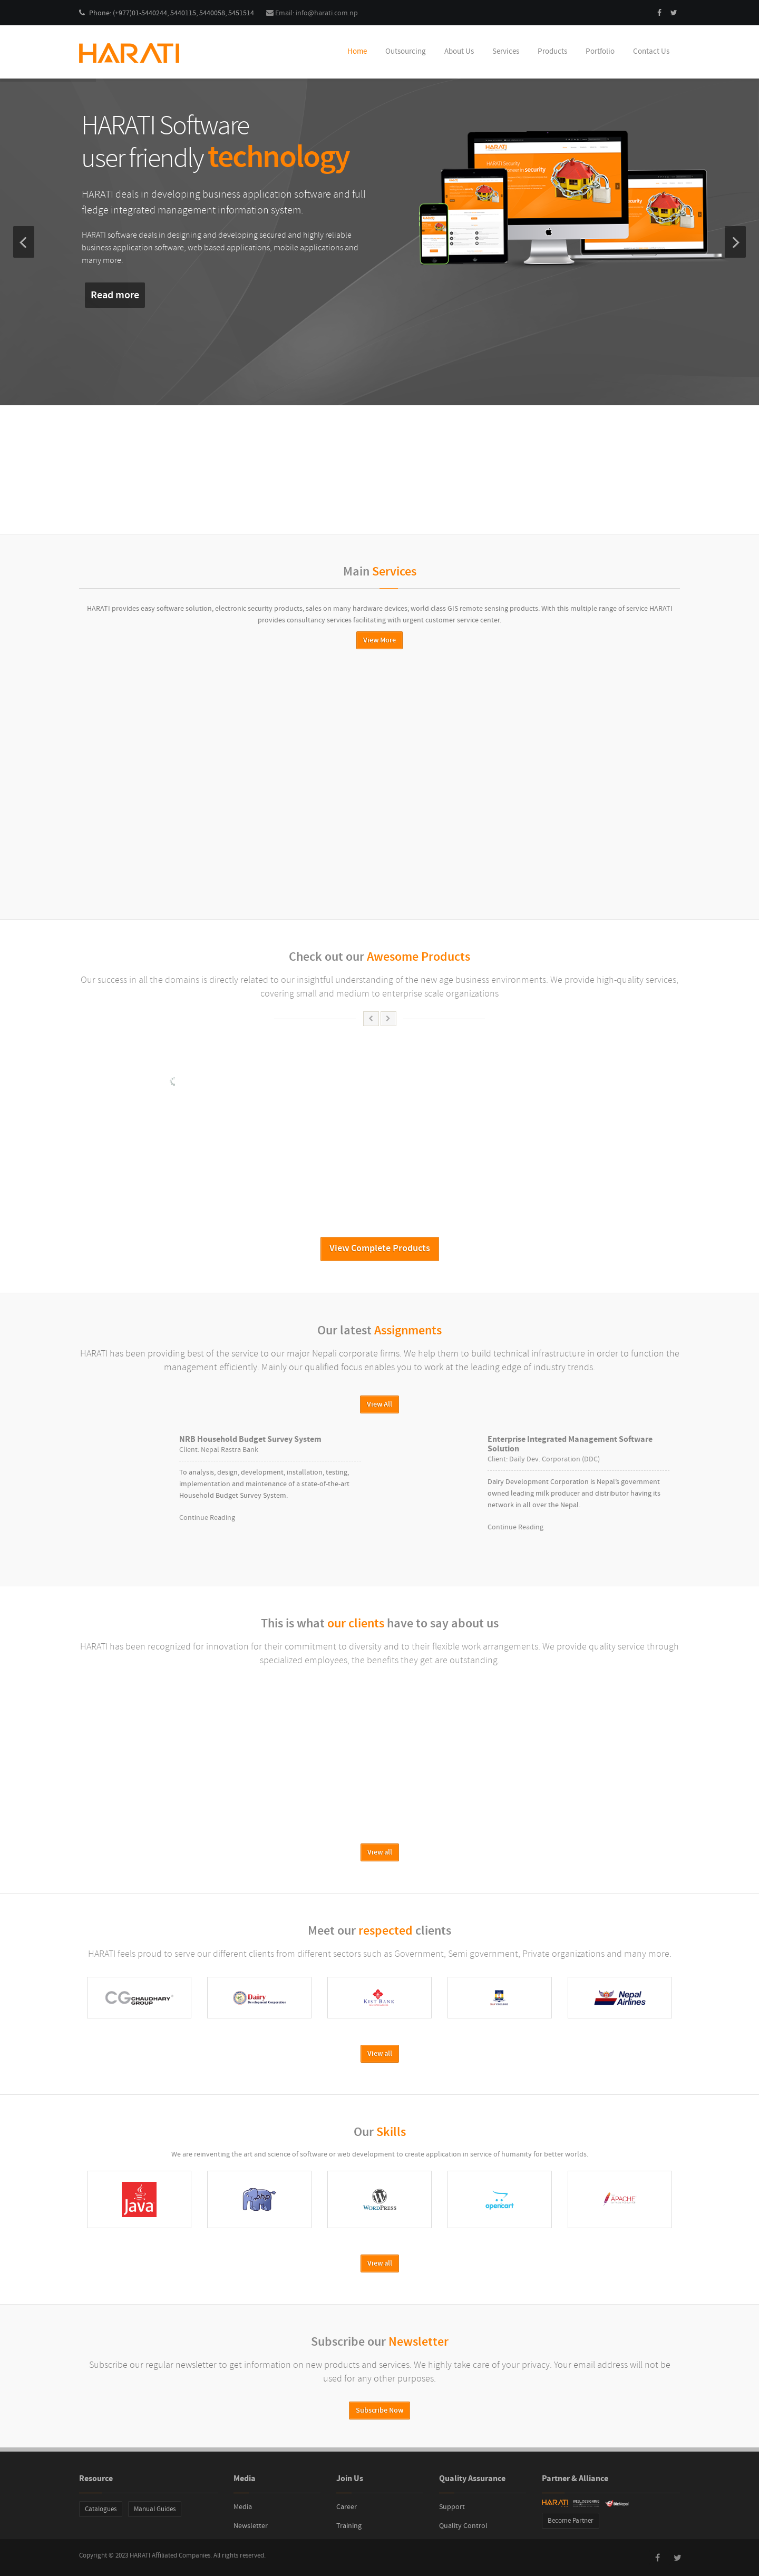 Phone: (+977)01-5440244, 5440115, 5440058, 5451514
Email: info@harati.com.np
HARATI
Home
Outsourcing
About Us
Services
Products
Portfolio
Contact Us
HARATI Software
user friendly technology
HARATI deals in developing business application software and full
fledge integrated management information system.
HARATI software deals in designing and developing secured and highly reliable
business application software, web based applications, mobile applications and
many more.
Read more
Main Services
HARATI provides easy software solution, electronic security products, sales on many hardware devices; world class GIS remote sensing products. With this multiple range of service HARATI
provides consultancy services facilitating with urgent customer service center.
View More
Check out our Awesome Products
Our success in all the domains is directly related to our insightful understanding of the new age business environments. We provide high-quality services,
covering small and medium to enterprise scale organizations
View Complete Products
Our latest Assignments
HARATI has been providing best of the service to our major Nepali corporate firms. We help them to build technical infrastructure in order to function the
management efficiently. Mainly our qualified focus enables you to work at the leading edge of industry trends.
View All
NRB Household Budget Survey System
Client: Nepal Rastra Bank
To analysis, design, development, installation, testing,
implementation and maintenance of a state-of-the-art
Household Budget Survey System.
Continue Reading
Enterprise Integrated Management Software
Solution
Client: Daily Dev. Corporation (DDC)
Dairy Development Corporation is Nepal's government
owned leading milk producer and distributor having its
network in all over the Nepal.
Continue Reading
This is what our clients have to say about us
HARATI has been recognized for innovation for their commitment to diversity and to their flexible work arrangements. We provide quality service through
specialized employees; the benefits they get are outstanding.
View all
Meet our respected clients
HARATI feels proud to serve our different clients from different sectors such as Government, Semi government, Private organizations and many more.
CG CHAUDHARY GROUP
Dairy Development Corporation
KIST BANK
Nepal Airlines
View all
Our Skills
We are reinventing the art and science of software or web development to create application in service of humanity for better worlds.
Java
php
WORDPRESS
opencart
APACHE
View all
Subscribe our Newsletter
Subscribe our regular newsletter to get information on new products and services. We highly take care of your privacy. Your email address will not be
used for any other purposes.
Subscribe Now
Resource
Catalogues
Manual Guides
Media
Media
Newsletter
Join Us
Career
Training
Quality Assurance
Support
Quality Control
Partner & Alliance
HARATI
Become Partner
Copyright © 2023 HARATI Affiliated Companies. All rights reserved.